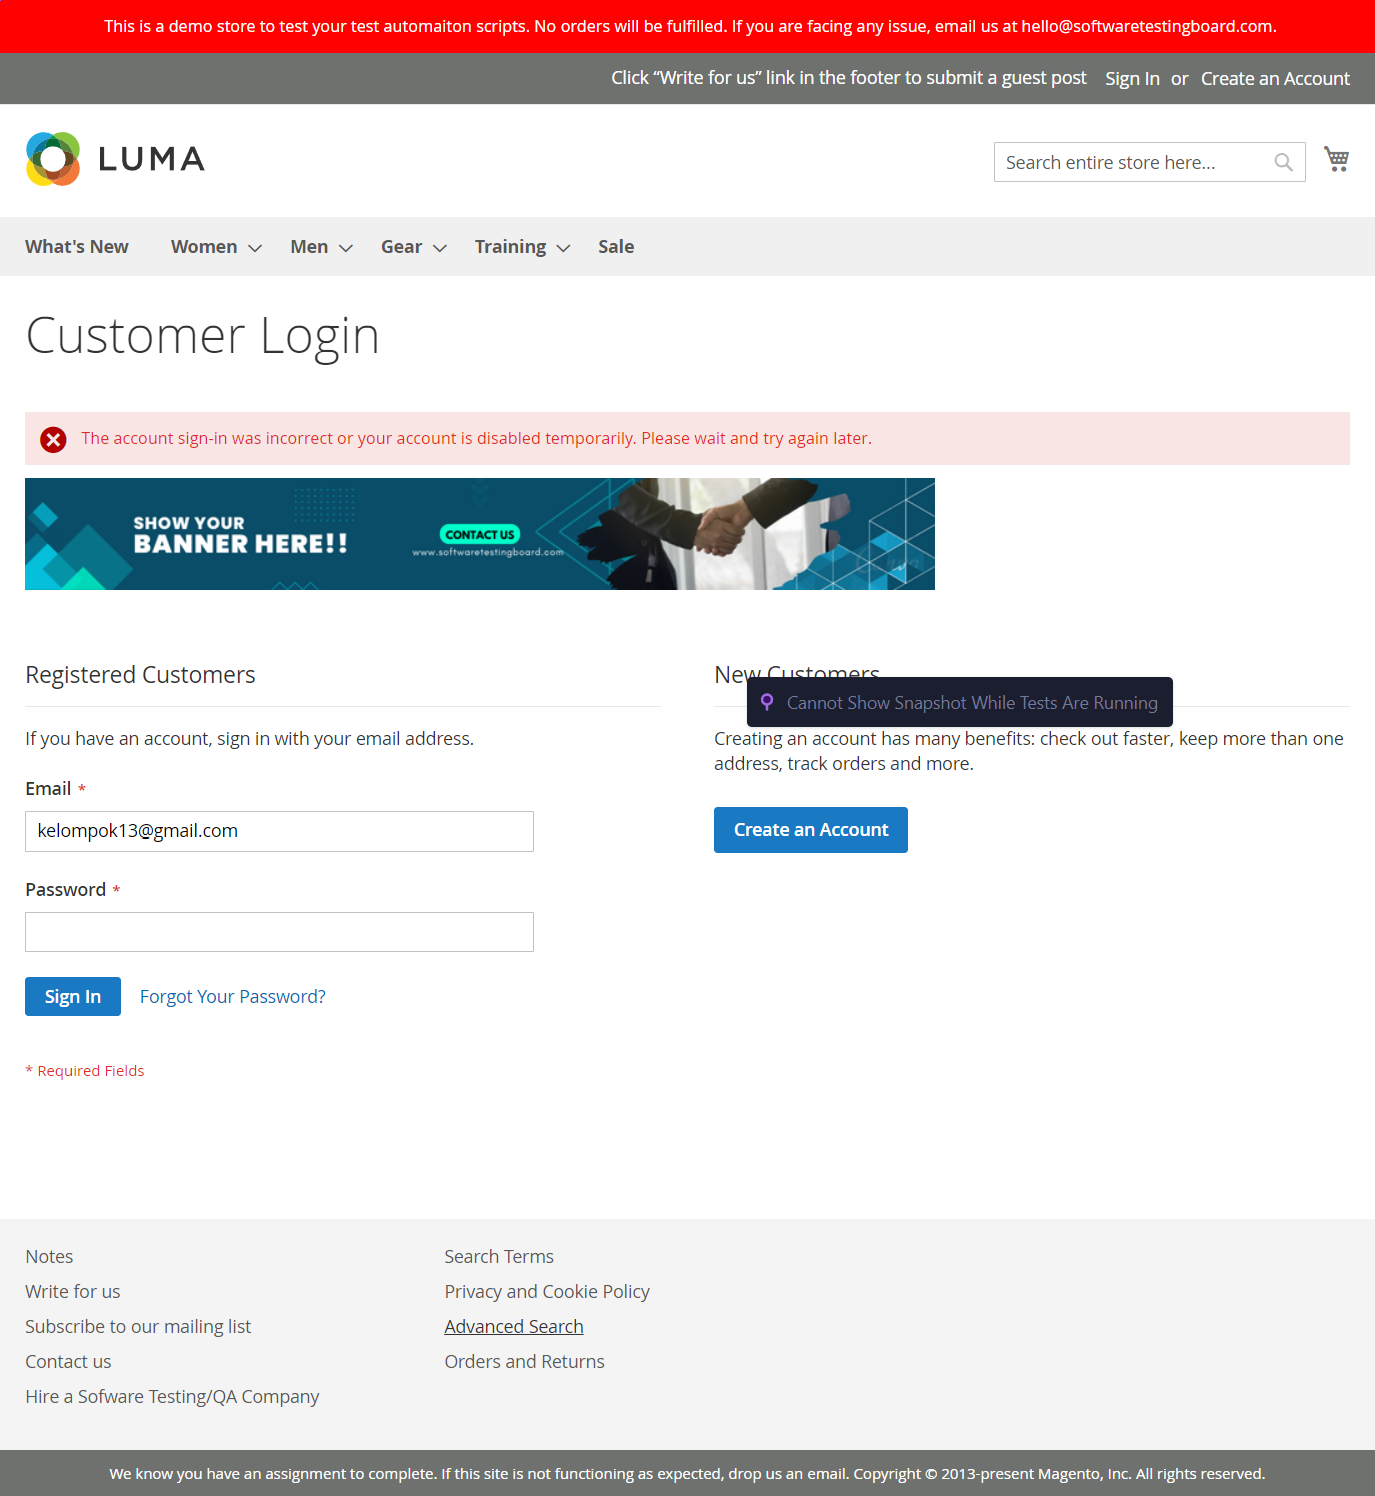 This is a demo store to test your test automaiton scripts. No orders will be fulfilled. If you are facing any issue, email us at hello@softwaretestingboard.com.
Click “Write for us” link in the footer to submit a guest post Sign In or Create an Account
LUMA
Search entire store here...
What's New Women Men Gear Training Sale
Customer Login
The account sign-in was incorrect or your account is disabled temporarily. Please wait and try again later.
SHOW YOUR
BANNER HERE!!
CONTACT US
www.softwaretestingboard.com
Registered Customers
If you have an account, sign in with your email address.
Email *
kelompok13@gmail.com
Password *
Sign In Forgot Your Password?
* Required Fields
New Customers
Cannot Show Snapshot While Tests Are Running
Creating an account has many benefits: check out faster, keep more than one
address, track orders and more.
Create an Account
Notes
Write for us
Subscribe to our mailing list
Contact us
Hire a Sofware Testing/QA Company
Search Terms
Privacy and Cookie Policy
Advanced Search
Orders and Returns
We know you have an assignment to complete. If this site is not functioning as expected, drop us an email. Copyright © 2013-present Magento, Inc. All rights reserved.